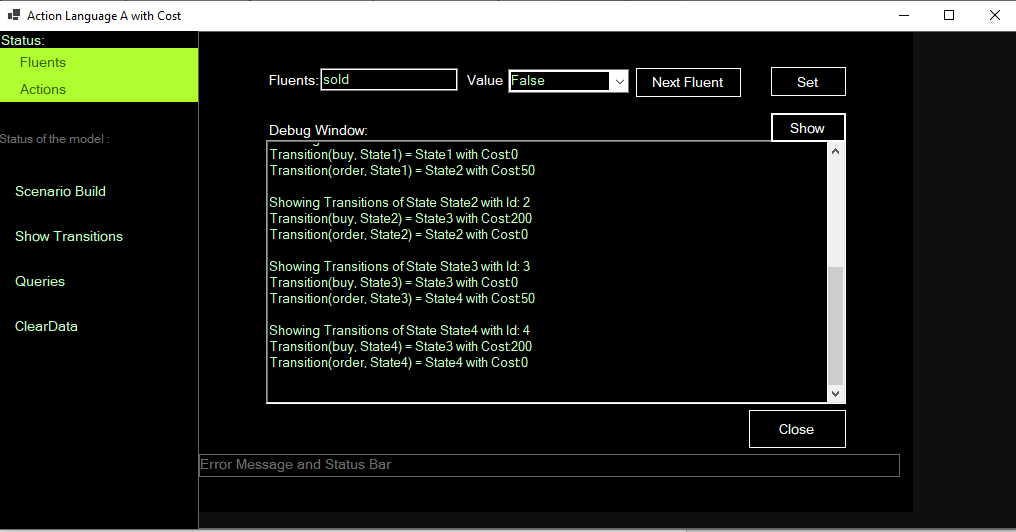 Action Language A with Cost
Status:
Fluents
Actions
Status of the model :
Scenario Build
Show Transitions
Queries
ClearData
Fluents: sold Value False Next Fluent Set
Debug Window: Show
Transition(buy, State1) = State1 with Cost:0
Transition(order, State1) = State2 with Cost:50
Showing Transitions of State State2 with Id: 2
Transition(buy, State2) = State3 with Cost:200
Transition(order, State2) = State2 with Cost:0
Showing Transitions of State State3 with Id: 3
Transition(buy, State3) = State3 with Cost:0
Transition(order, State3) = State4 with Cost:50
Showing Transitions of State State4 with Id: 4
Transition(buy, State4) = State3 with Cost:200
Transition(order, State4) = State4 with Cost:0
Close
Error Message and Status Bar